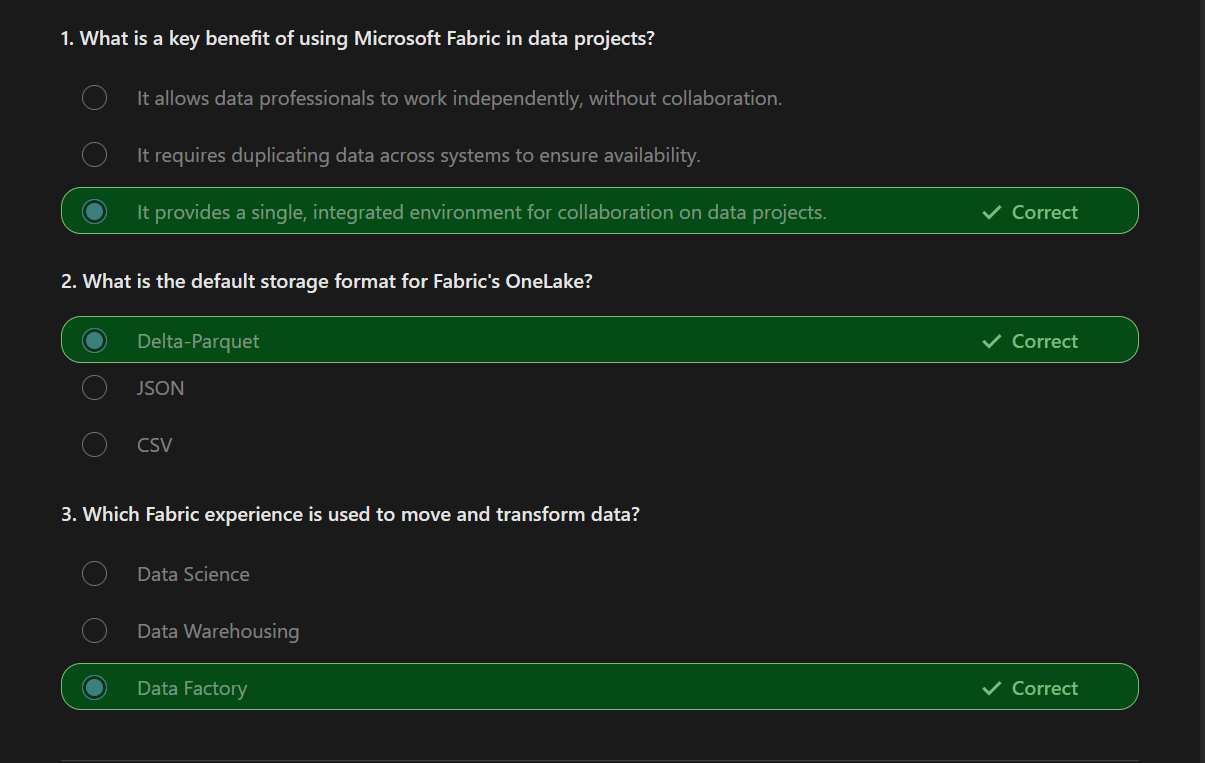 1. What is a key benefit of using Microsoft Fabric in data projects?
It allows data professionals to work independently, without collaboration.
It requires duplicating data across systems to ensure availability.
It provides a single, integrated environment for collaboration on data projects. ✓ Correct
2. What is the default storage format for Fabric's OneLake?
Delta-Parquet ✓ Correct
JSON
CSV
3. Which Fabric experience is used to move and transform data?
Data Science
Data Warehousing
Data Factory ✓ Correct